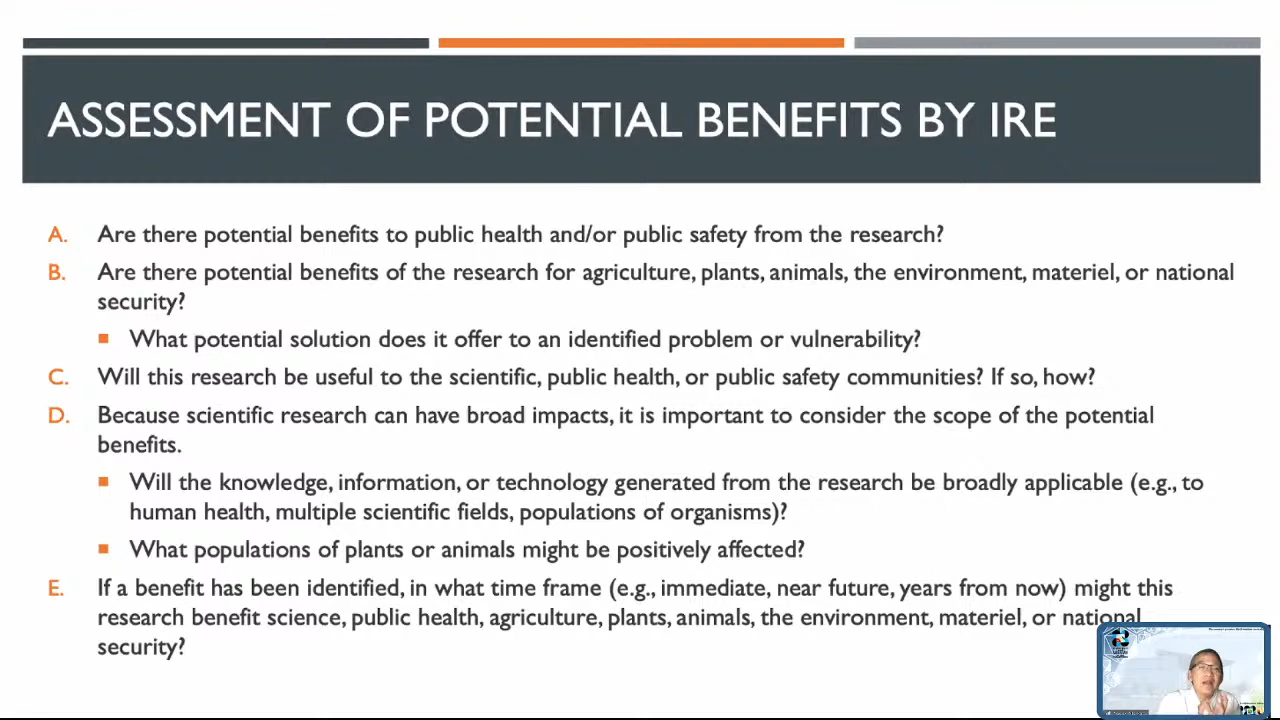 ASSESSMENT OF POTENTIAL BENEFITS BY IRE
A. Are there potential benefits to public health and/or public safety from the research?
B. Are there potential benefits of the research for agriculture, plants, animals, the environment, materiel, or national
security?
What potential solution does it offer to an identified problem or vulnerability?
C. Will this research be useful to the scientific, public health, or public safety communities? If so, how?
D. Because scientific research can have broad impacts, it is important to consider the scope of the potential
benefits.
Will the knowledge, information, or technology generated from the research be broadly applicable (e.g., to
human health, multiple scientific fields, populations of organisms)?
What populations of plants or animals might be positively affected?
E. If a benefit has been identified, in what time frame (e.g., immediate, near future, years from now) might this
research benefit science, public health, agriculture, plants, animals, the environment, materiel, or national
security?